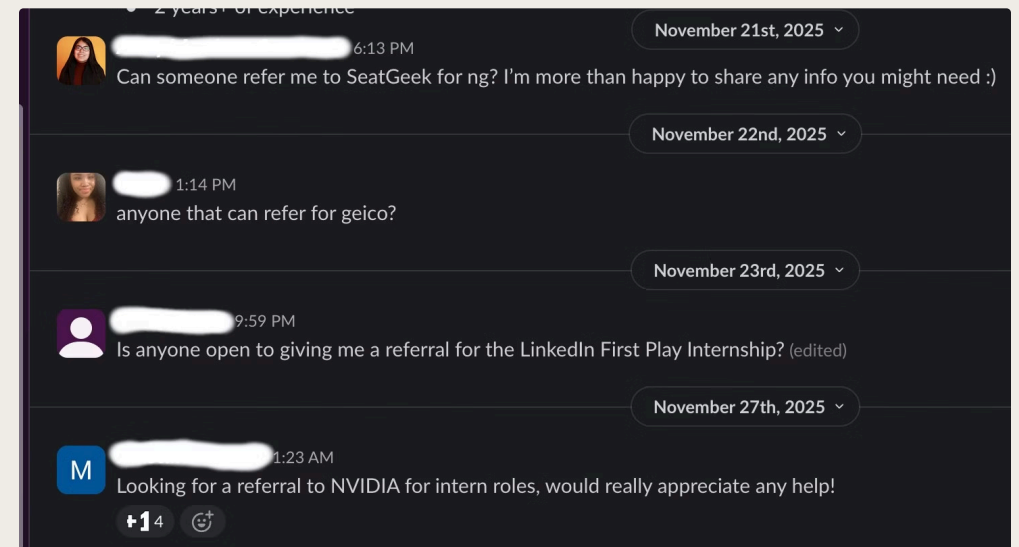 2 years+ of experience
November 21st, 2025
6:13 PM
Can someone refer me to SeatGeek for ng? I’m more than happy to share any info you might need :)
November 22nd, 2025
1:14 PM
anyone that can refer for geico?
November 23rd, 2025
9:59 PM
Is anyone open to giving me a referral for the LinkedIn First Play Internship? (edited)
November 27th, 2025
M
1:23 AM
Looking for a referral to NVIDIA for intern roles, would really appreciate any help!
+1 4